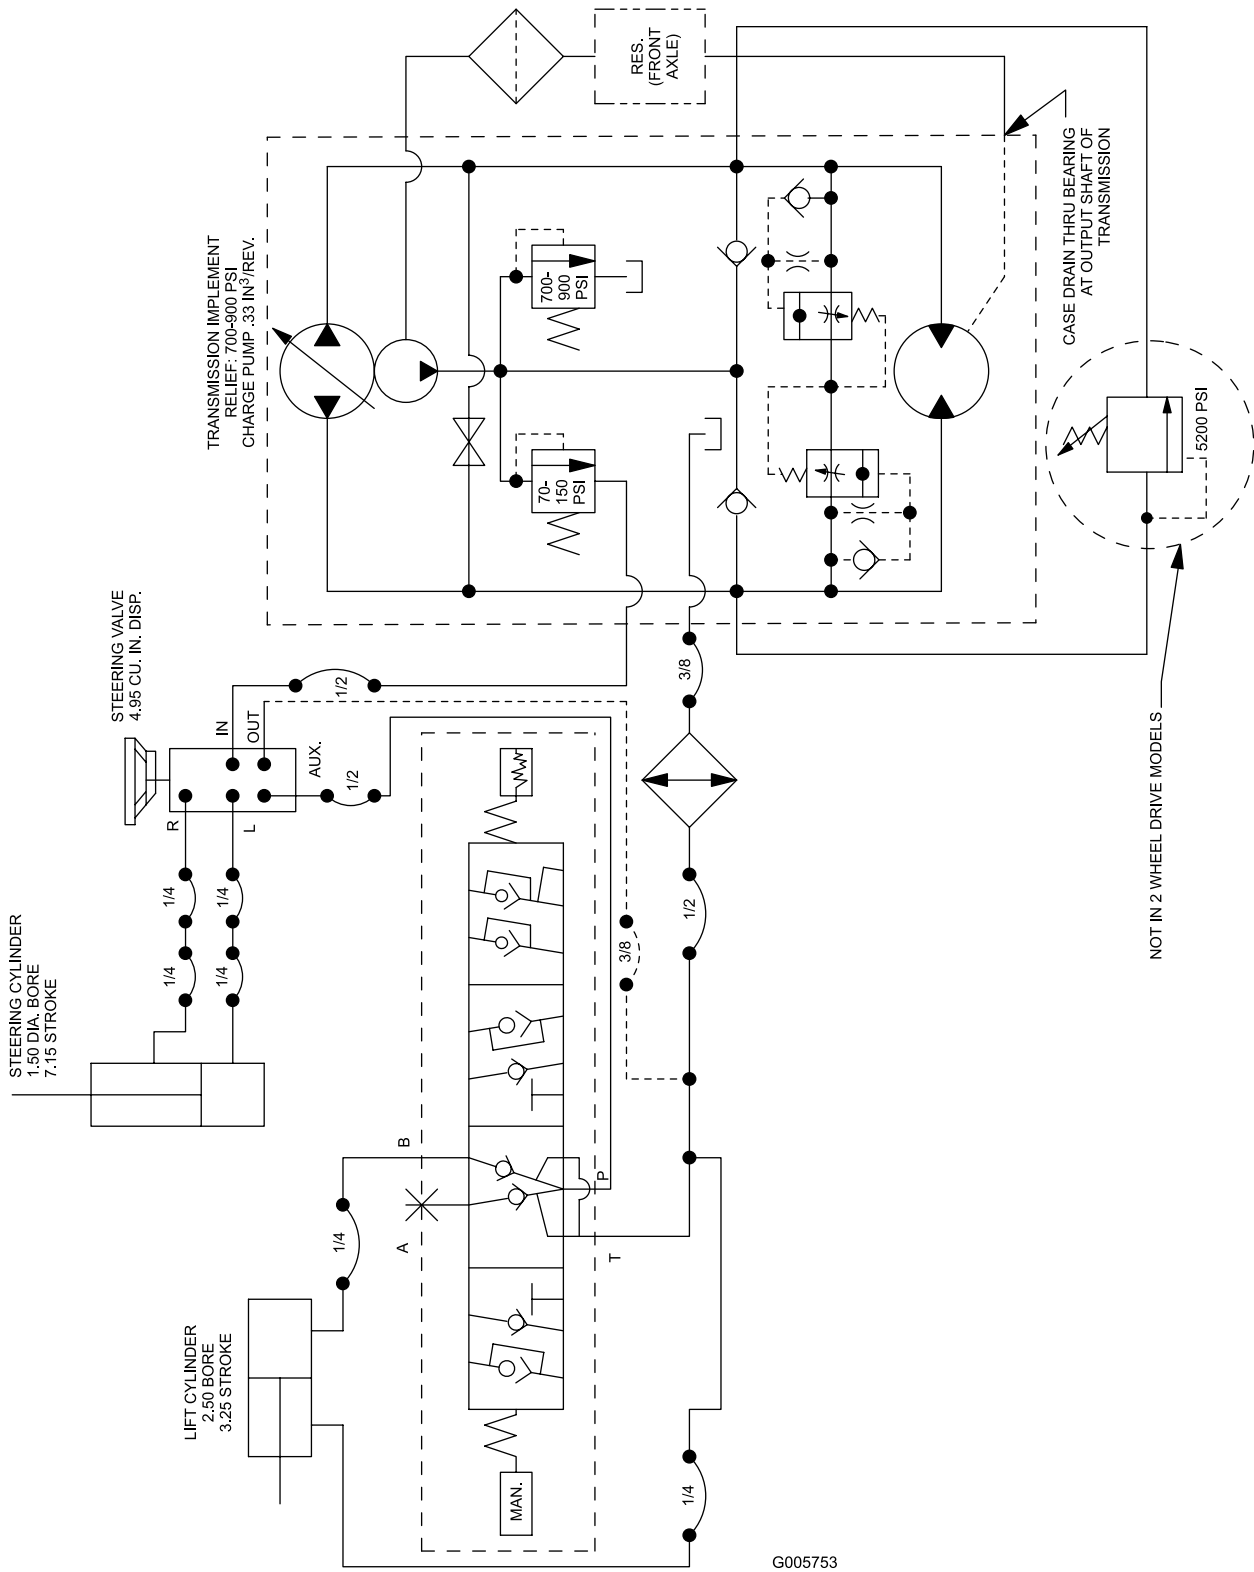 STEERING CYLINDER
1.50 DIA. BORE
7.15 STROKE
STEERING VALVE
4.95 CU. IN. DISP.
TRANSMISSION IMPLEMENT
RELIEF: 700-900 PSI
CHARGE PUMP .33 IN³/REV.
RES.
(FRONT
AXLE)
R
L
IN
OUT
AUX.
1/4
1/4
1/4
1/4
1/2
1/2
70-
150
PSI
700-
900
PSI
LIFT CYLINDER
2.50 BORE
3.25 STROKE
1/4
A
B
MAN.
T
P
3/8
1/4
1/2
3/8
CASE DRAIN THRU BEARING
AT OUTPUT SHAFT OF
TRANSMISSION
5200 PSI
NOT IN 2 WHEEL DRIVE MODELS
G005753